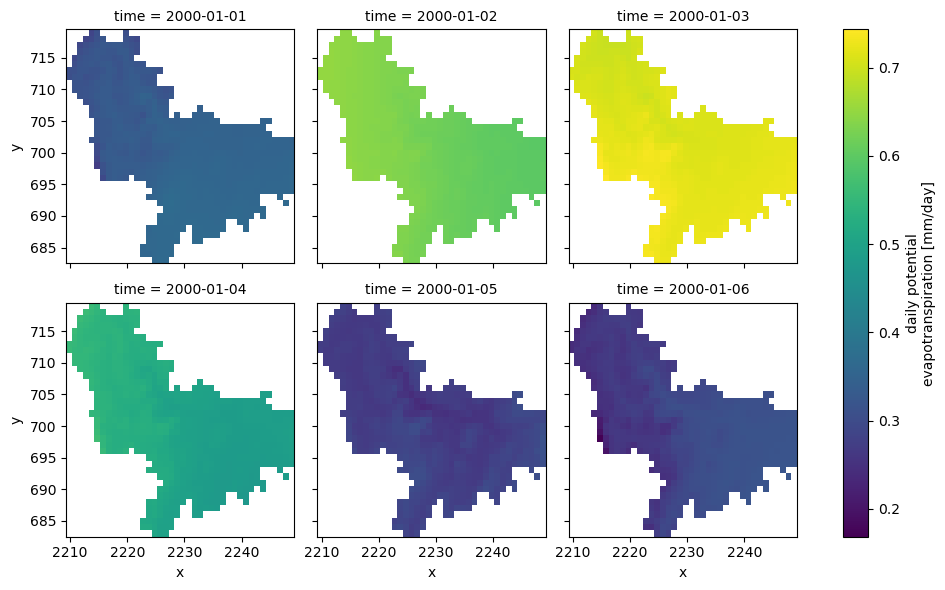 time = 2000-01-01
time = 2000-01-02
time = 2000-01-03
715
710
705
700
695
690
685
y
time = 2000-01-04
time = 2000-01-05
time = 2000-01-06
715
710
705
700
695
690
685
y
2210 2220 2230 2240
2210 2220 2230 2240
2210 2220 2230 2240
x
x
x
0.7
0.6
0.5
0.4
0.3
0.2
daily potential
evapotranspiration [mm/day]